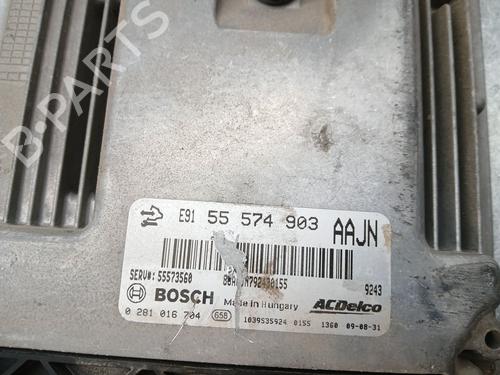 B-PARTS
E91 55 574 903 AAJN
SERV#: 55573560
9243
BOSCH Made in Hungary ACDelco
0 281 016 704 658 1039S35924 0155 1360 09-08-31